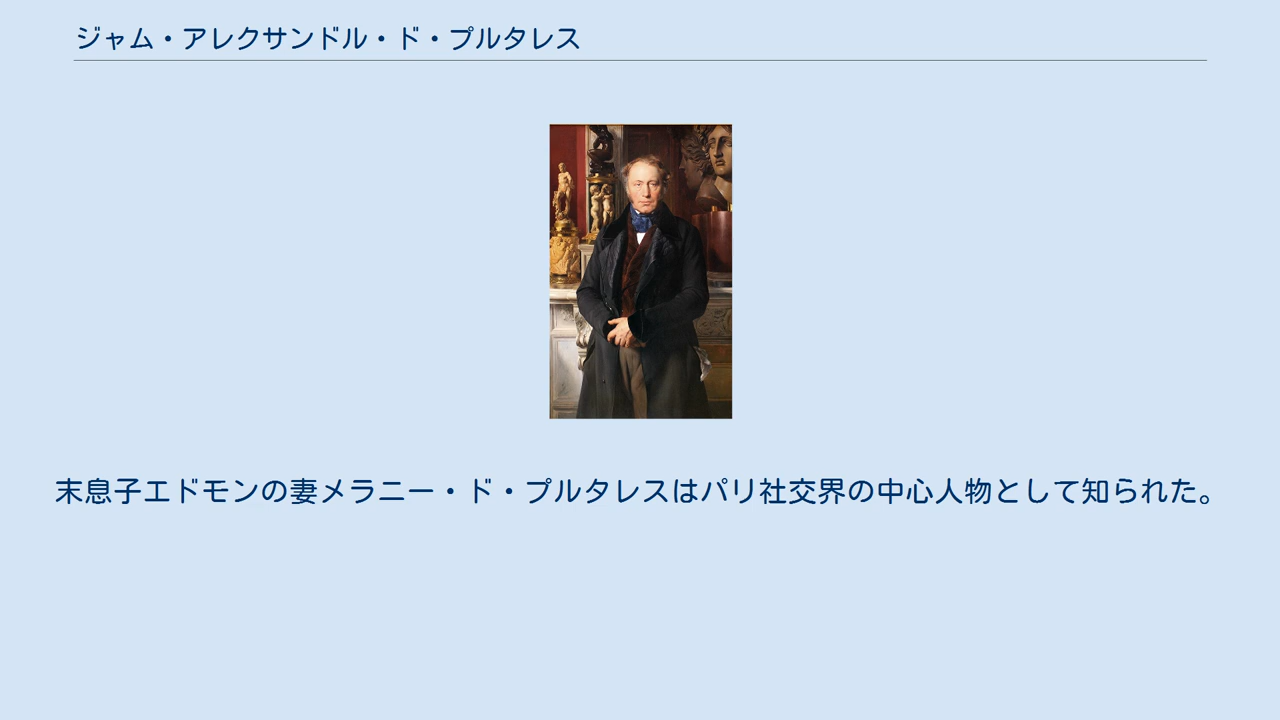 ジャム・アレクサンドル・ド・プルタレス
末息子エドモンの妻メラニー・ド・プルタレスはパリ社交界の中心人物として知られた。